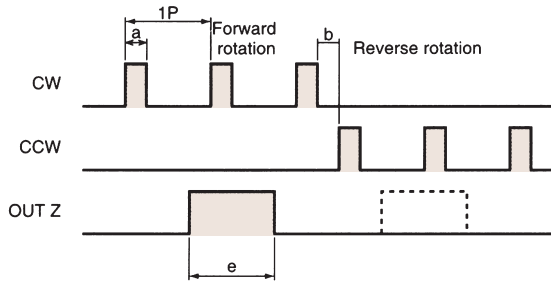 1P
a
Forward
rotation
b
Reverse rotation
CW
CCW
OUT Z
e